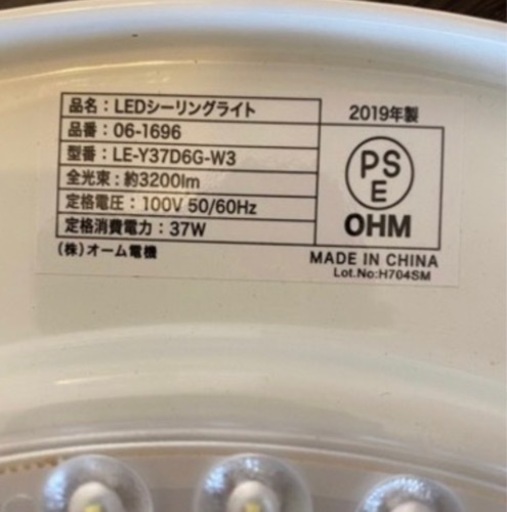 品名：LEDシーリングライト
品番：06-1696
型番：LE-Y37D6G-W3
全光束：約3200lm
定格電圧：100V 50/60Hz
定格消費電力：37W
(株)オーム電機
2019年製
PS
E
OHM
MADE IN CHINA
Lot.No:H704SM